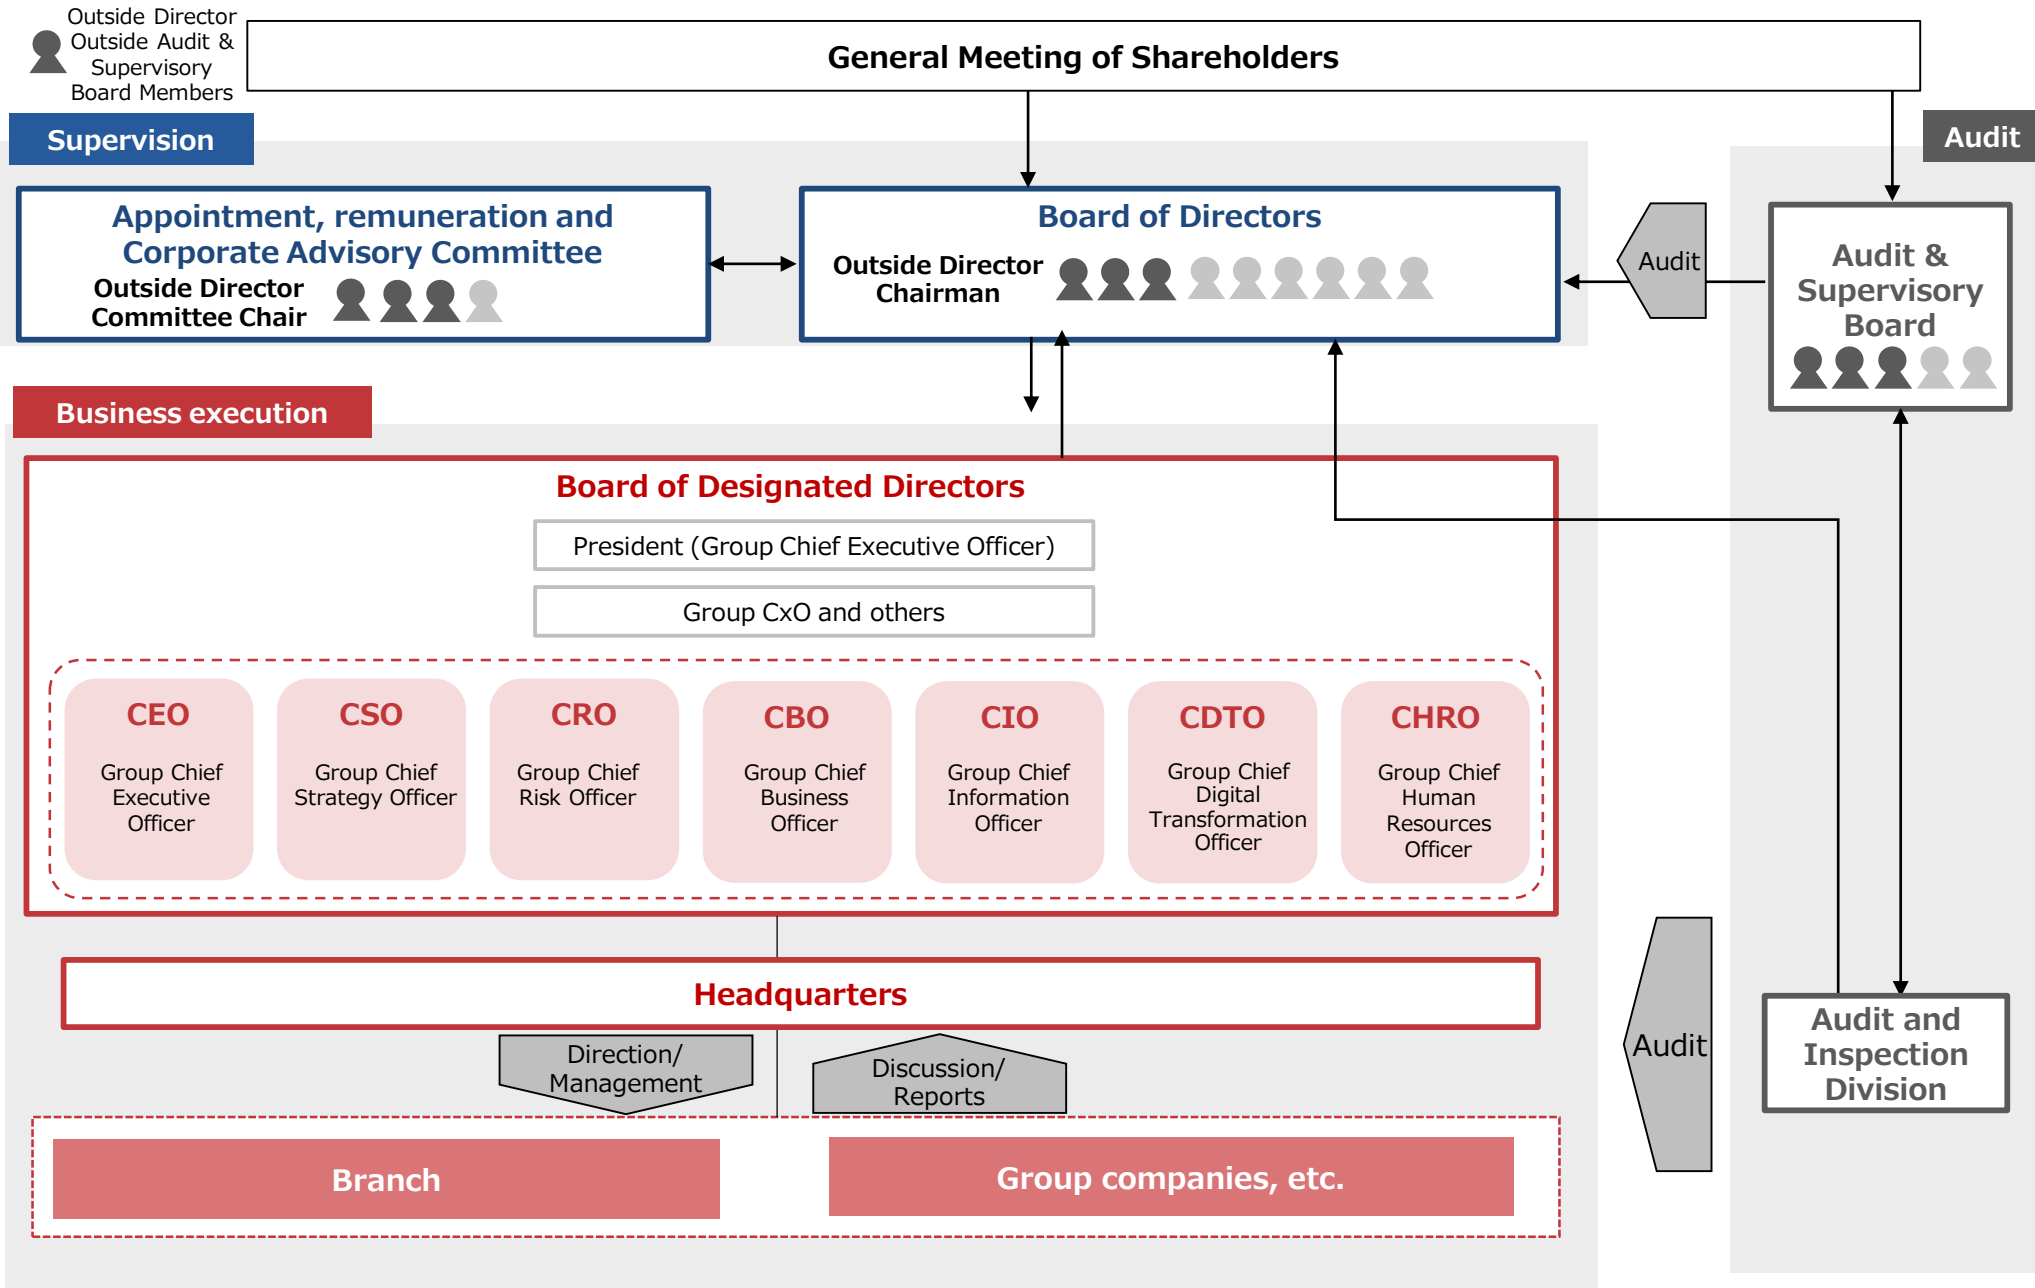 Outside Director
Outside Audit &
Supervisory
Board Members
General Meeting of Shareholders
Supervision
Audit
Appointment, remuneration and
Corporate Advisory Committee
Outside Director
Committee Chair
Board of Directors
Outside Director
Chairman
Audit
Audit &
Supervisory
Board
Business execution
Board of Designated Directors
President (Group Chief Executive Officer)
Group CxO and others
CEO
Group Chief
Executive
Officer
CSO
Group Chief
Strategy Officer
CRO
Group Chief
Risk Officer
CBO
Group Chief
Business
Officer
CIO
Group Chief
Information
Officer
CDTO
Group Chief
Digital
Transformation
Officer
CHRO
Group Chief
Human
Resources
Officer
Headquarters
Direction/
Management
Discussion/
Reports
Audit
Audit and
Inspection
Division
Branch
Group companies, etc.